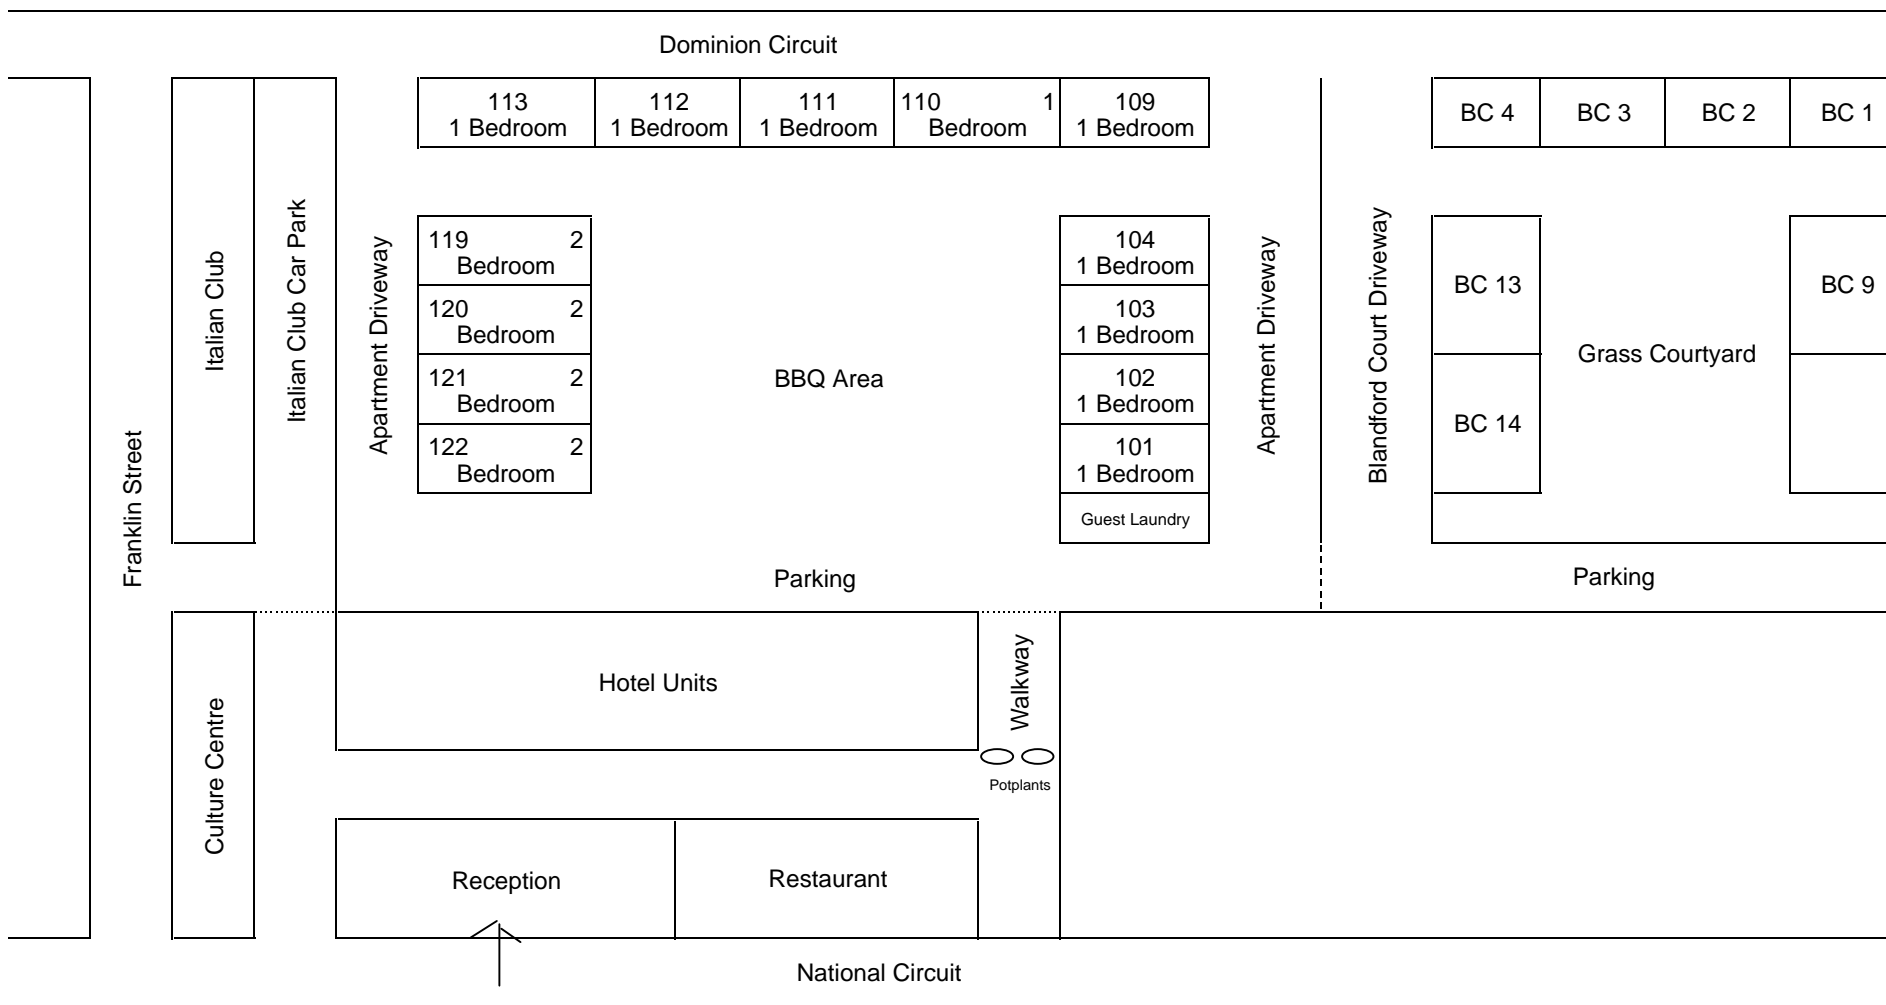 Dominion Circuit
113
1 Bedroom
112
1 Bedroom
111
1 Bedroom
110 1
Bedroom
109
1 Bedroom
BC 4
BC 3
BC 2
BC 1
Franklin Street
Italian Club
Italian Club Car Park
Apartment Driveway
119 2
Bedroom
120 2
Bedroom
121 2
Bedroom
122 2
Bedroom
BBQ Area
104
1 Bedroom
103
1 Bedroom
102
1 Bedroom
101
1 Bedroom
Guest Laundry
Apartment Driveway
Blandford Court Driveway
BC 13
BC 14
Grass Courtyard
BC 9
Parking
Parking
Culture Centre
Hotel Units
Walkway
Potplants
Reception
Restaurant
National Circuit